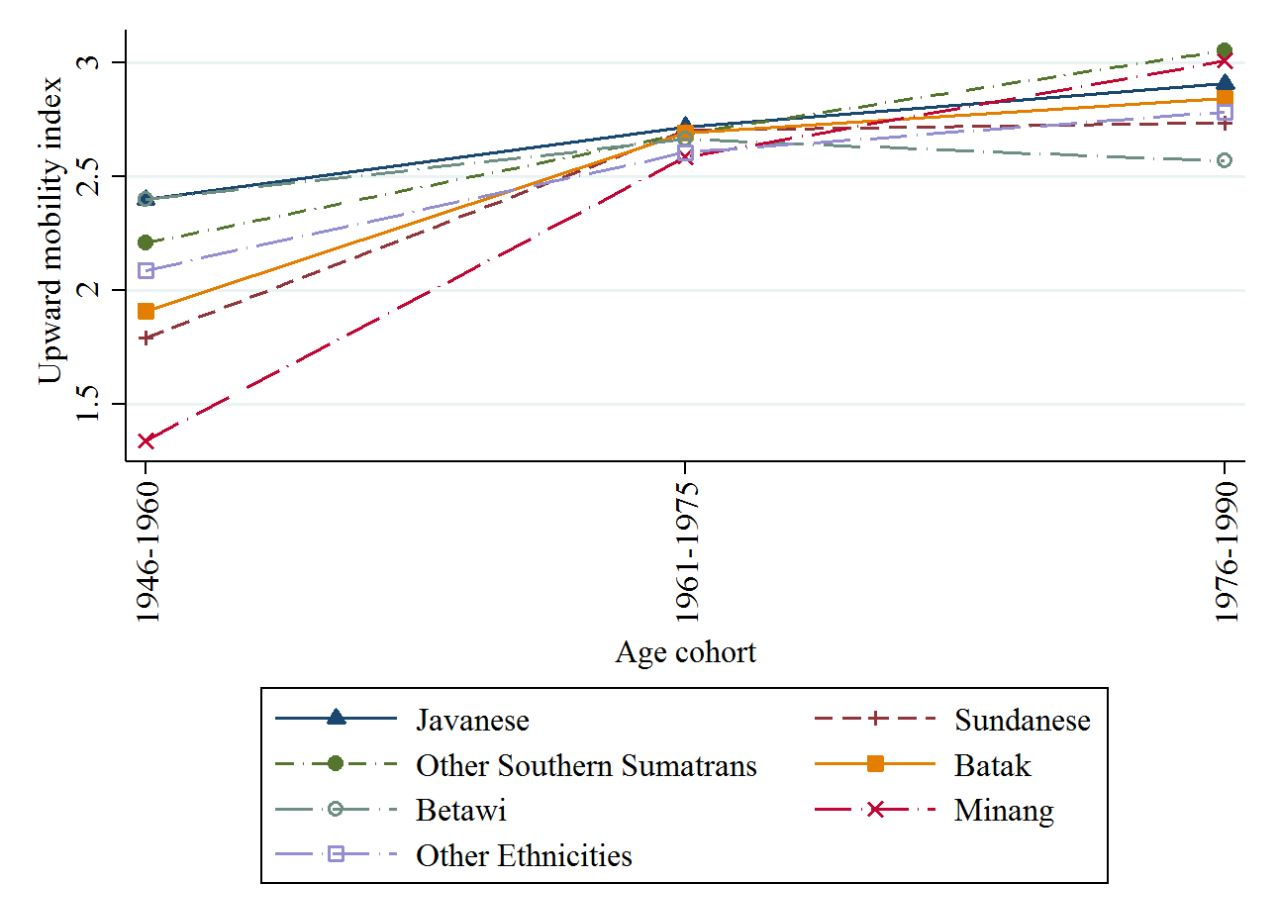 Upward mobility index
3
2.5
2
1.5
1946-1960
1961-1975
1976-1990
Age cohort
Javanese
Sundanese
Other Southern Sumatrans
Batak
Betawi
Minang
Other Ethnicities